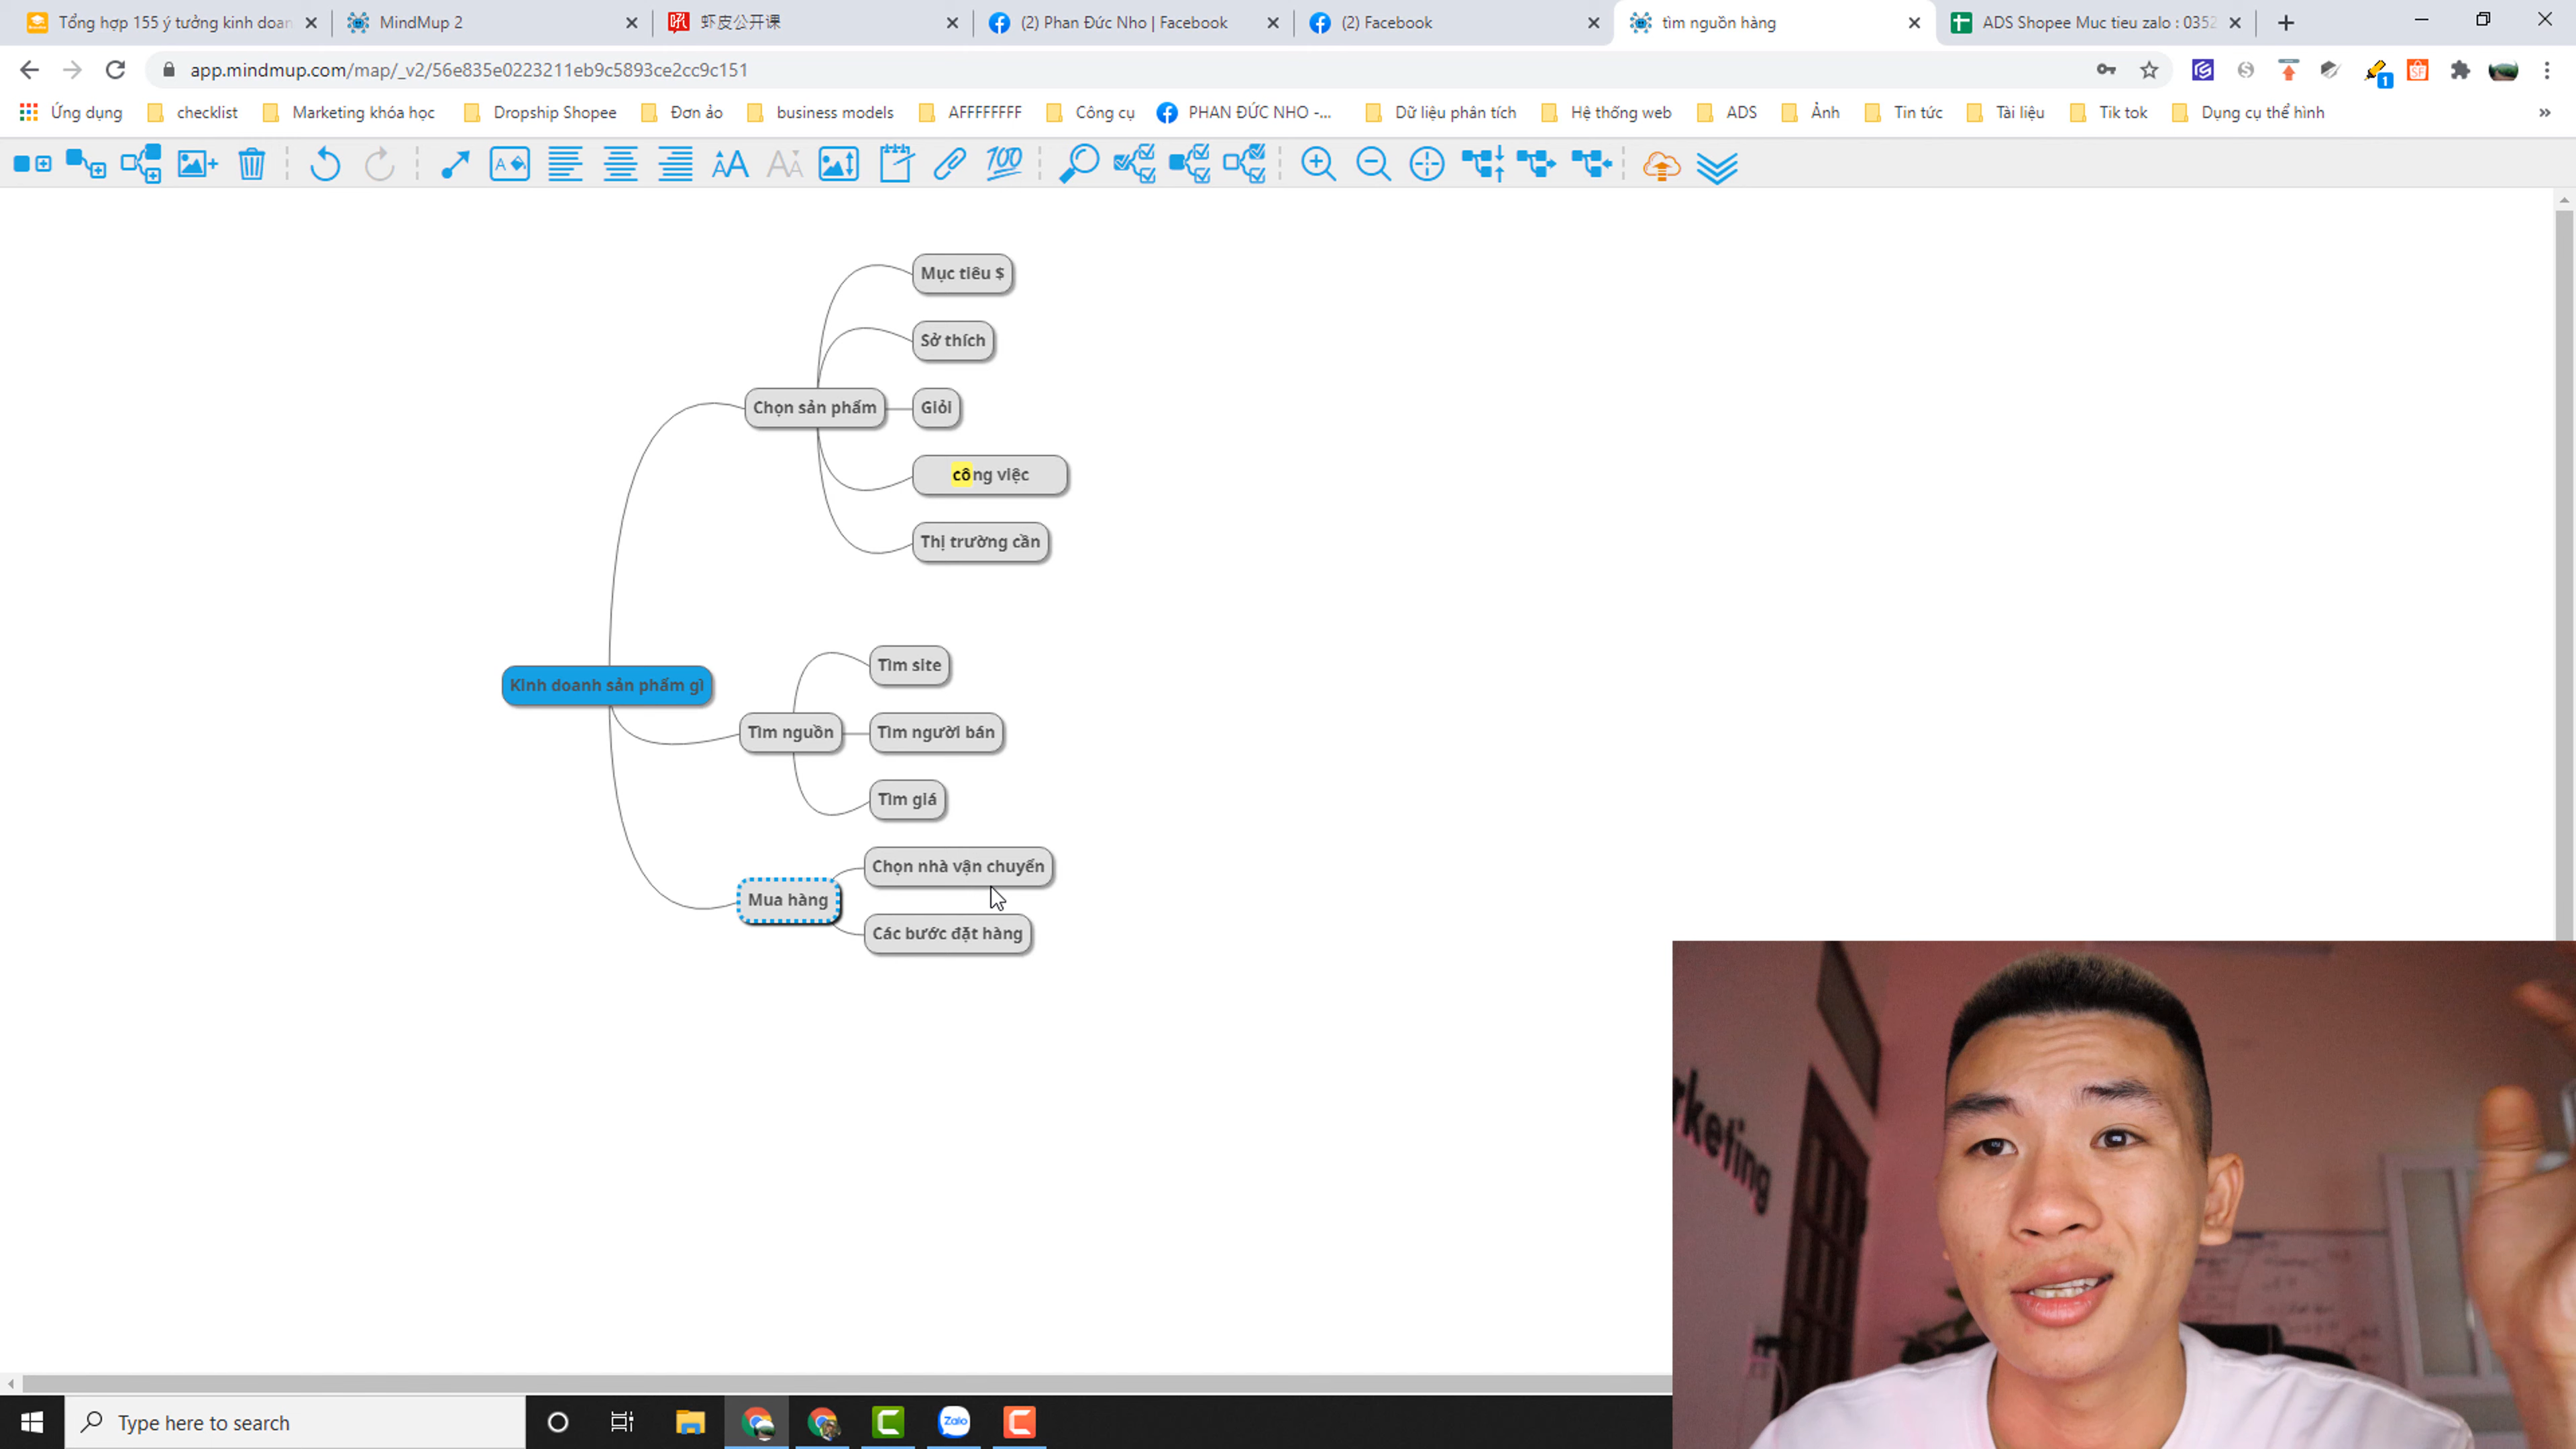 Tổng hợp 155 ý tưởng kinh doan
MindMup 2
虾皮公开课
(2) Phan Đức Nho | Facebook
(2) Facebook
tìm nguồn hàng
ADS Shopee Muc tieu zalo : 0352
app.mindmup.com/map/_v2/56e835e0223211eb9c5893ce2cc9c151
Ứng dụng
checklist
Marketing khóa học
Dropship Shopee
Đơn ảo
business models
AFFFFFFFF
Công cụ
PHAN ĐỨC NHO -...
Dữ liệu phân tích
Hệ thống web
ADS
Ảnh
Tin tức
Tài liệu
Tik tok
Dụng cụ thể hình
»
100
Mục tiêu $
Sở thích
Chọn sản phẩm
Giỏi
công việc
Thị trường cần
Tìm site
Kinh doanh sản phẩm gì
Tìm nguồn
Tìm người bán
Tìm giá
Chọn nhà vận chuyển
Mua hàng
Các bước đặt hàng
rketing
Type here to search
Zalo